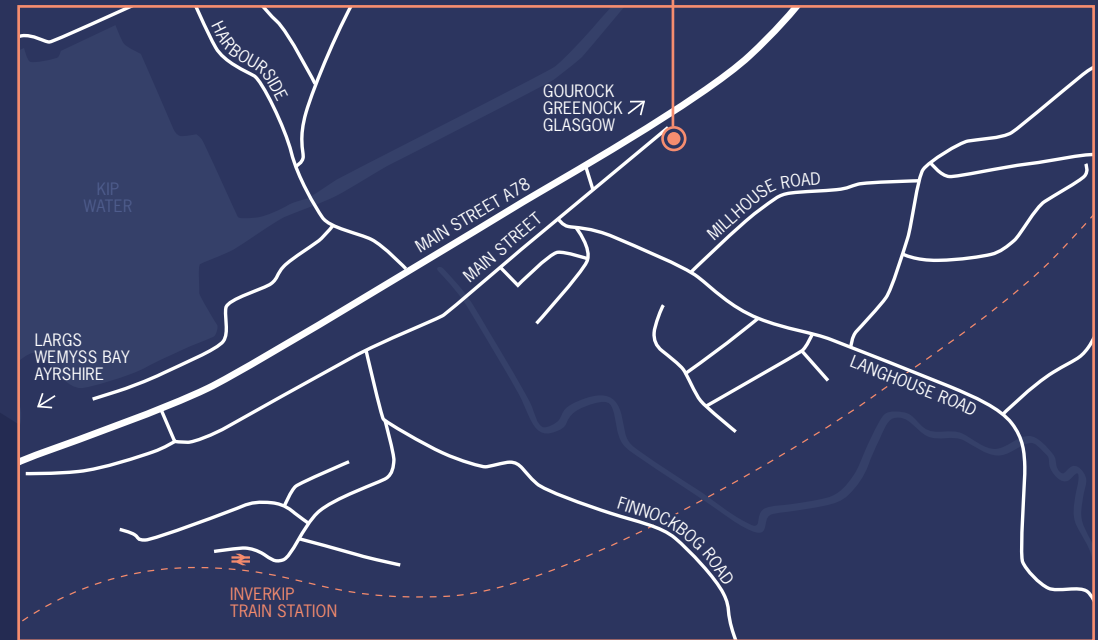 HARBOURSIDE
GOUROCK
GREENOCK
GLASGOW
KIP
WATER
MAIN STREET A78
MAIN STREET
MILLHOUSE ROAD
LARGS
WEMYSS BAY
AYRSHIRE
LANGHOUSE ROAD
FINNOCKBOG ROAD
INVERKIP
TRAIN STATION